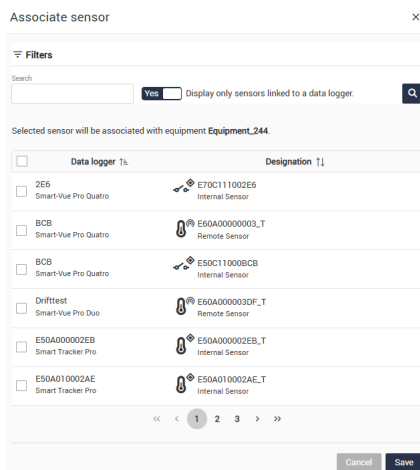 Associate sensor
Filters
Search
Yes Display only sensors linked to a data logger.
Selected sensor will be associated with equipment Equipment_244.
Data logger Designation
2E6 E70C111002E6
Smart-Vue Pro Quatro Internal Sensor
BCB E60A00000003_T
Smart-Vue Pro Quatro Remote Sensor
BCB E50C11000BCB
Smart-Vue Pro Quatro Internal Sensor
Drifttest E60A000003DF_T
Smart-Vue Pro Duo Remote Sensor
E50A000002EB E50A000002EB_T
Smart Tracker Pro Internal Sensor
E50A010002AE E50A010002AE_T
Smart Tracker Pro Internal Sensor
« ‹ 1 2 3 › »
Cancel Save